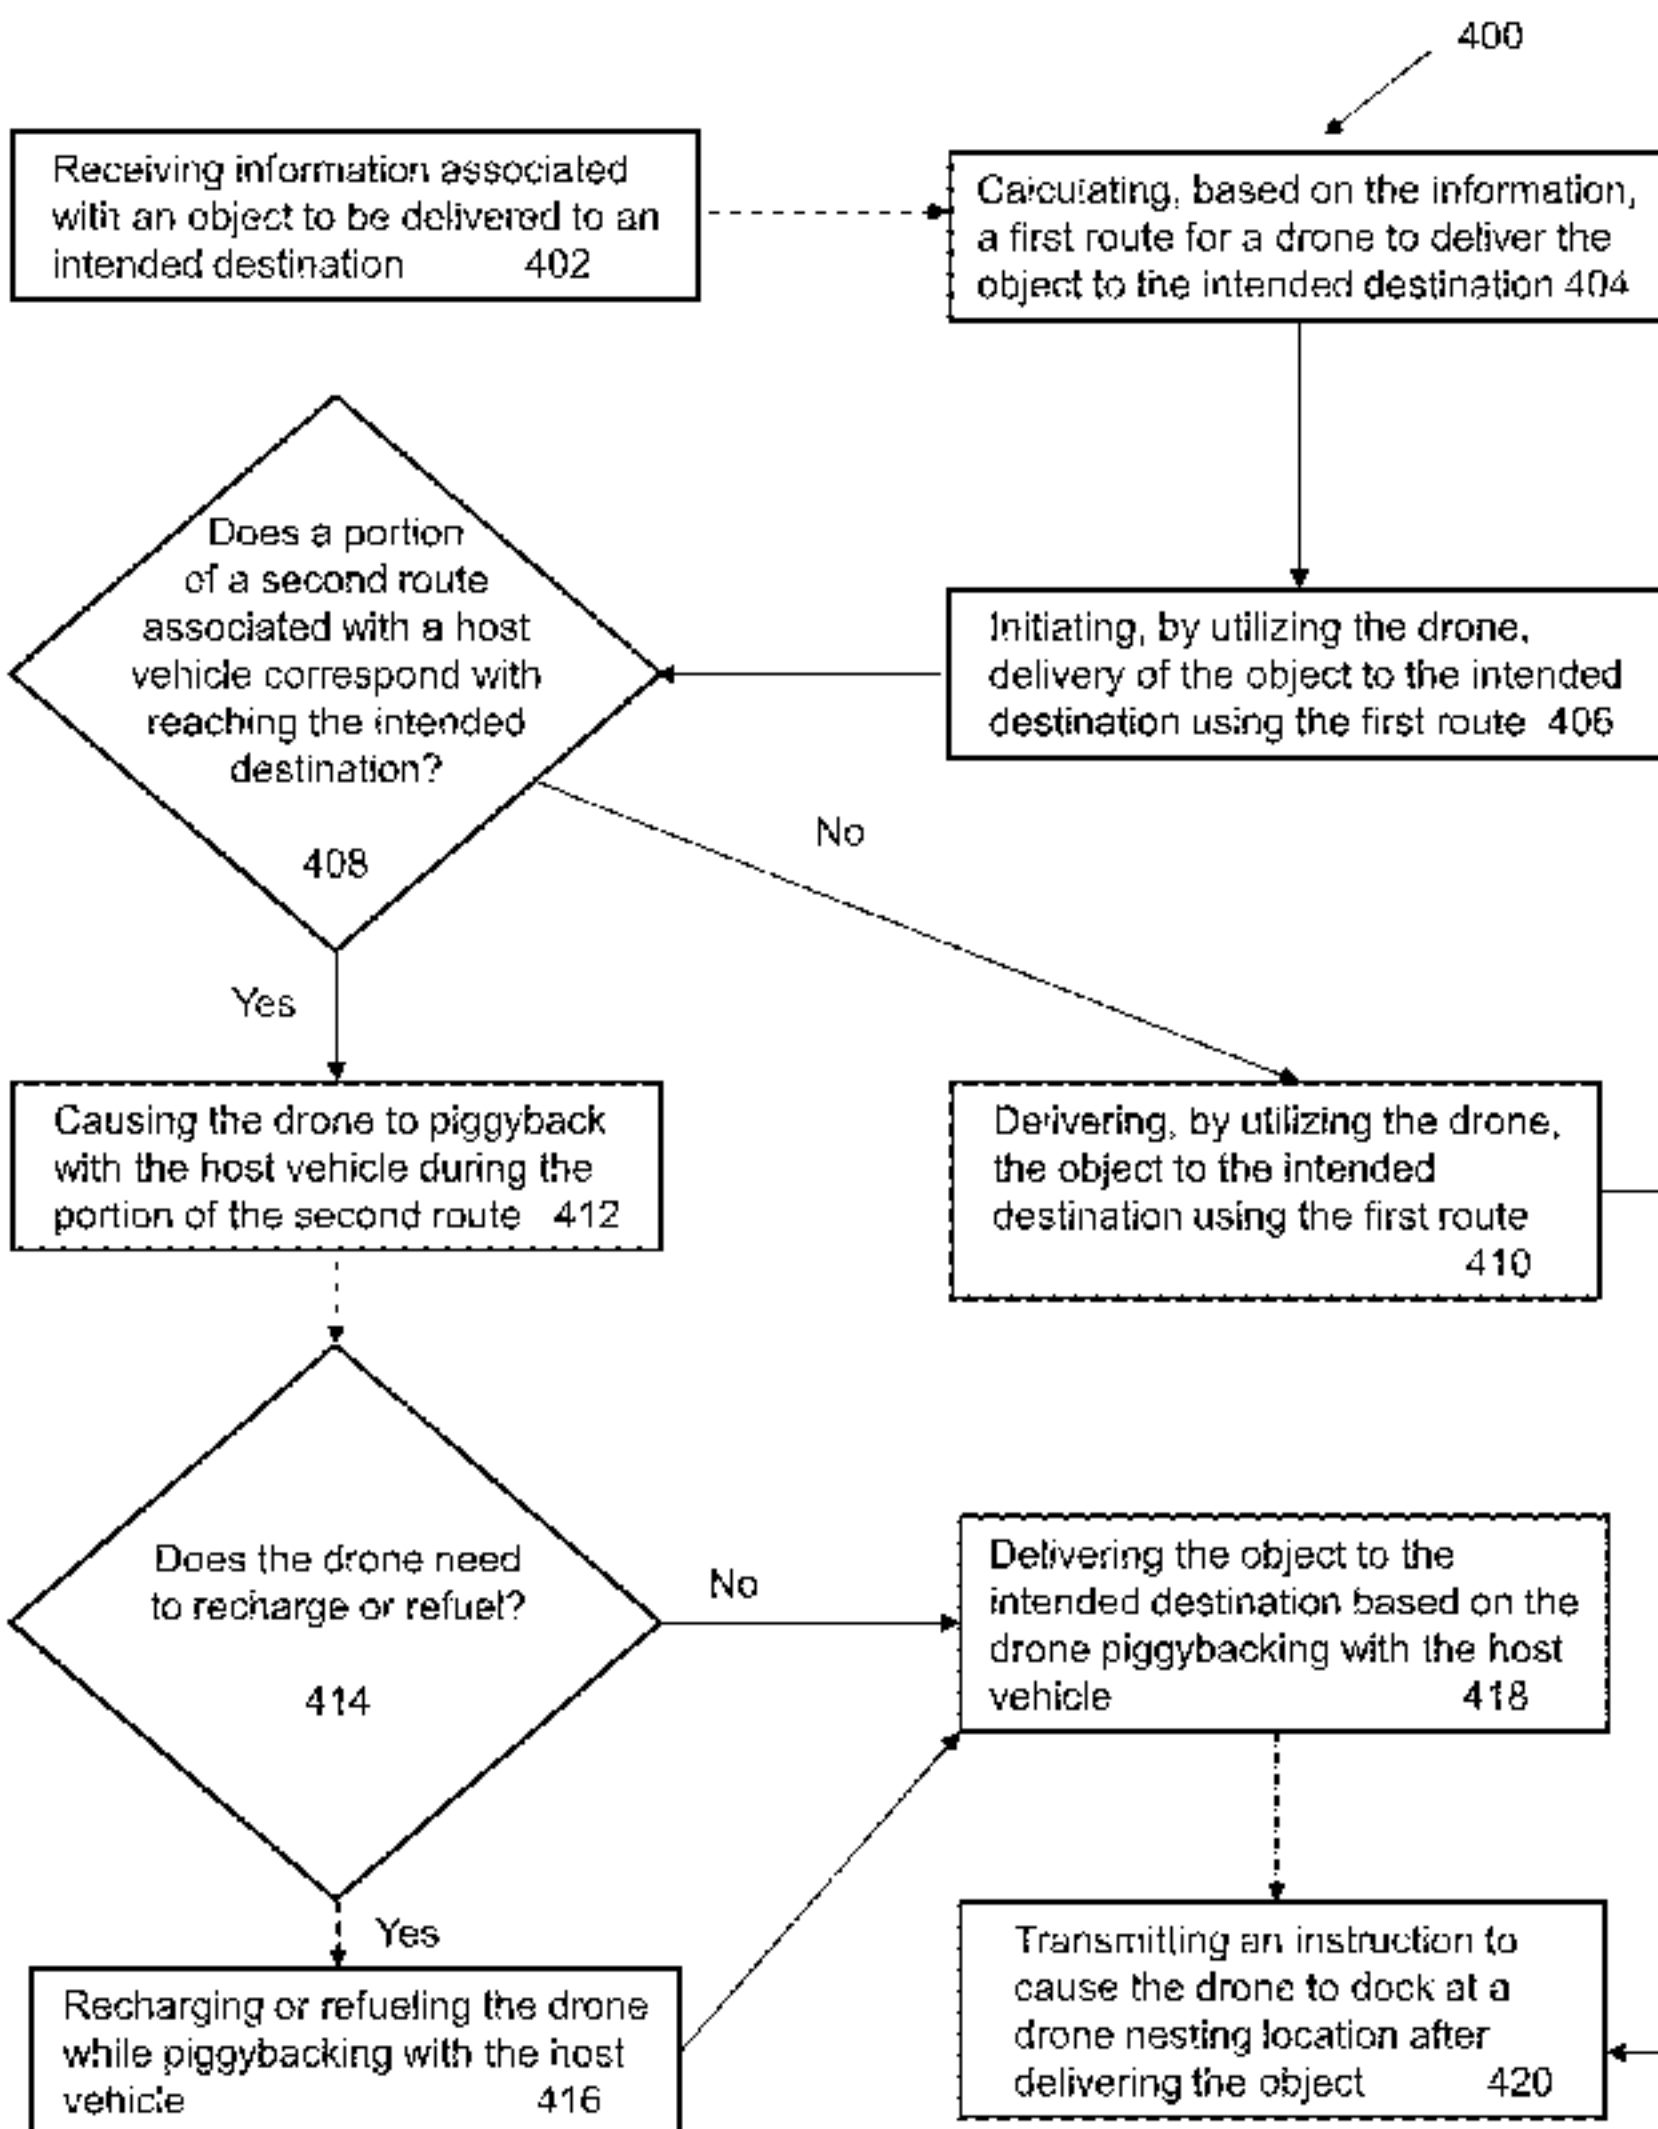 400
Receiving information associated
with an object to be delivered to an
intended destination 402
Calculating, based on the information,
a first route for a drone to deliver the
object to the intended destination 404
Does a portion
of a second route
associated with a host
vehicle correspond with
reaching the intended
destination?
408
Initiating, by utilizing the drone,
delivery of the object to the intended
destination using the first route 406
No
Yes
Causing the drone to piggyback
with the host vehicle during the
portion of the second route 412
Delivering, by utilizing the drone,
the object to the intended
destination using the first route
410
Does the drone need
to recharge or refuel?
414
No
Delivering the object to the
intended destination based on the
drone piggybacking with the host
vehicle 418
Yes
Recharging or refueling the drone
while piggybacking with the host
vehicle 416
Transmitting an instruction to
cause the drone to dock at a
drone nesting location after
delivering the object 420